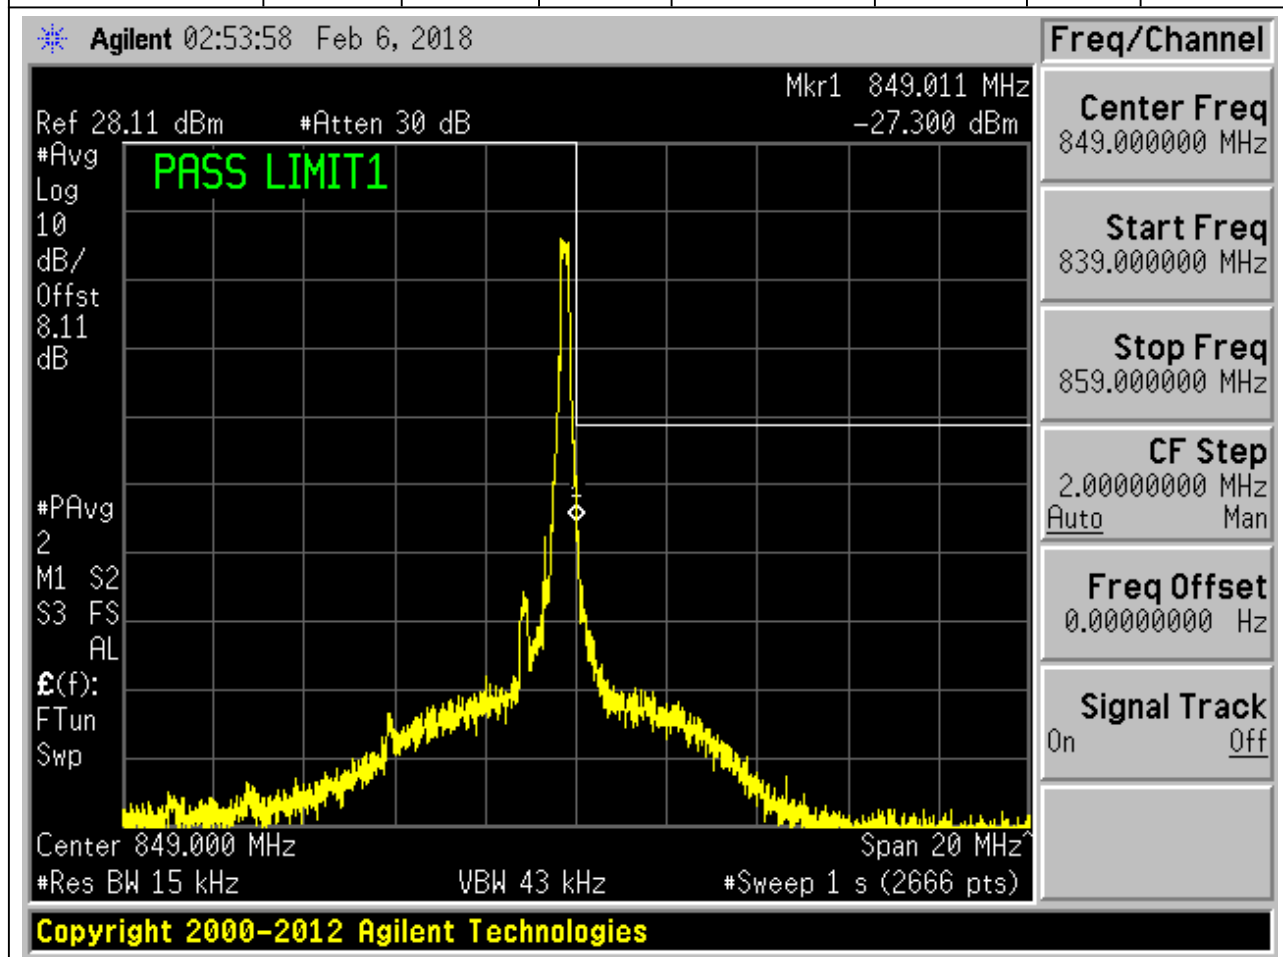 Agilent 02:53:58 Feb 6, 2018
Mkr1 849.011 MHz
Ref 28.11 dBm #Atten 30 dB -27.300 dBm
#Avg
Log
10
dB/
Offst
8.11
dB
PASS LIMIT1
#PAvg
2
M1 S2
S3 FS
AL
£(f):
FTun
Swp
Center 849.000 MHz Span 20 MHz^
#Res BW 15 kHz VBW 43 kHz #Sweep 1 s (2666 pts)
Copyright 2000-2012 Agilent Technologies
Freq/Channel
Center Freq
849.000000 MHz
Start Freq
839.000000 MHz
Stop Freq
859.000000 MHz
CF Step
2.00000000 MHz
Auto Man
Freq Offset
0.00000000 Hz
Signal Track
On Off
1